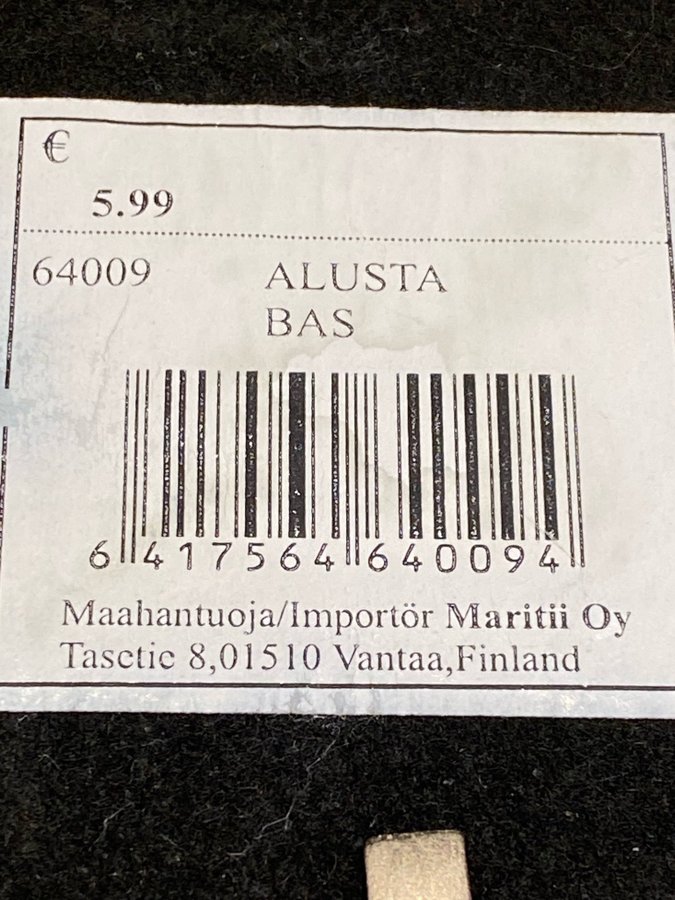 €
5.99
64009 ALUSTA
BAS
6 417564 640094
Maahantuoja/Importör Maritii Oy
Tasetie 8,01510 Vantaa,Finland